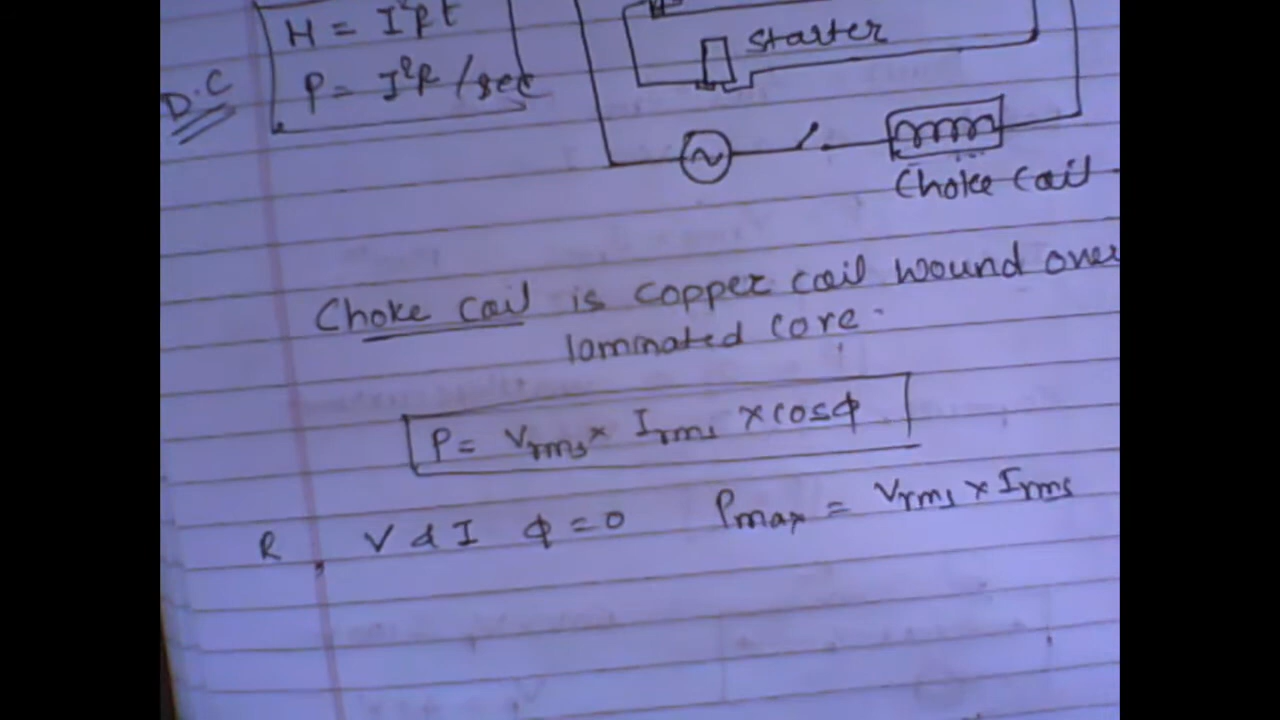 H = I²Rt
P = I²R /sec
D.C
Starter
Choke Coil
Choke Coil is copper coil wound over
laminated core.
P = Vrms × Irms × cosϕ
R V & I ϕ = 0 Pmax = Vrms × Irms